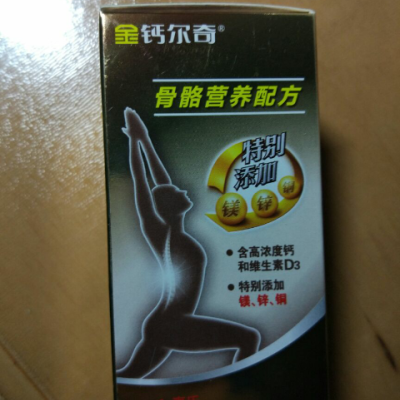 金钙尔奇®
骨骼营养配方
特别
添加
镁 锌 铜
• 含高浓度钙
和维生素D3
• 特别添加
镁、锌、铜